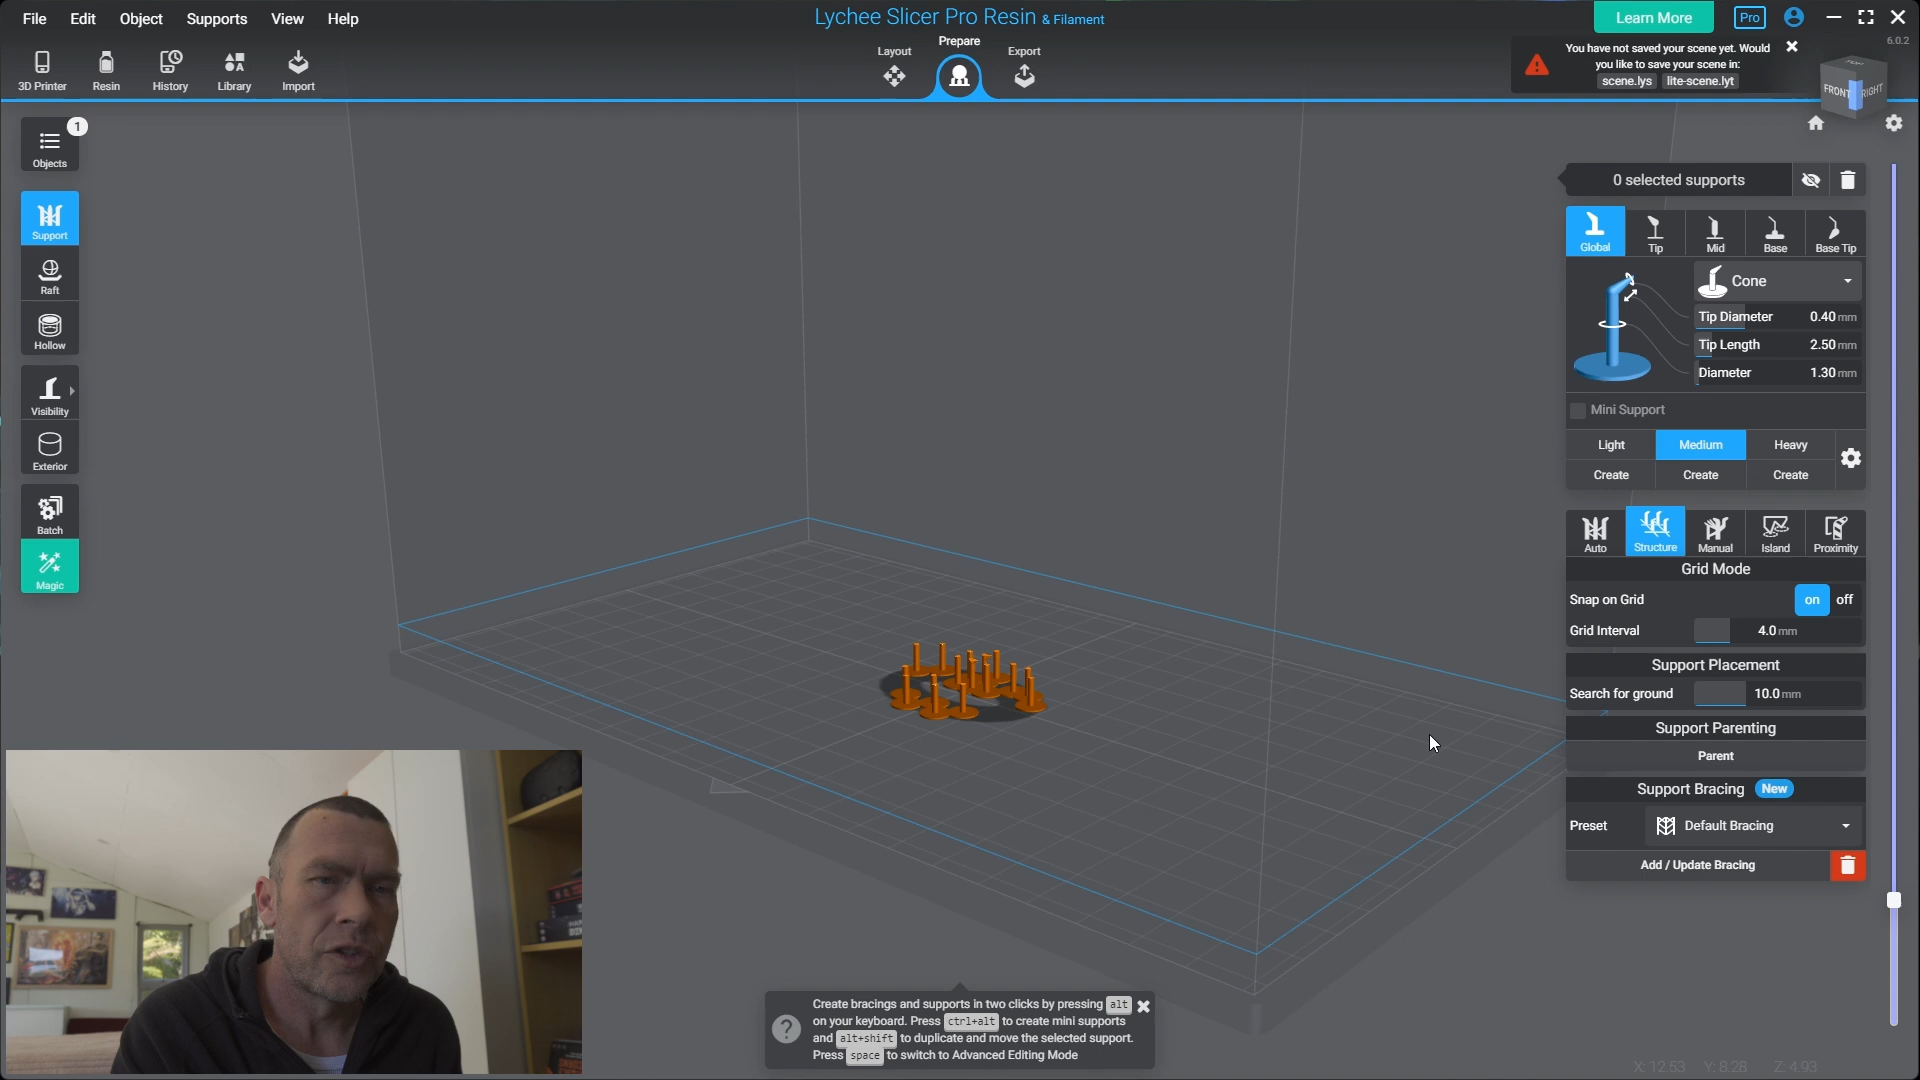 File Edit Object Supports View Help
Lychee Slicer Pro Resin & Filament
Learn More
Pro
6.0.2
3D Printer Resin History Library Import
Layout Prepare Export
You have not saved your scene yet. Would
you like to save your scene in:
scene.lys lite-scene.lyt
TOP
FRONT RIGHT
1
Objects
Support
Raft
Hollow
Visibility
Exterior
Batch
Magic
0 selected supports
Global Tip Mid Base Base Tip
Cone
Tip Diameter 0.40 mm
Tip Length 2.50 mm
Diameter 1.30 mm
Mini Support
Light Medium Heavy
Create Create Create
Auto Structure Manual Island Proximity
Grid Mode
Snap on Grid on off
Grid Interval 4.0 mm
Support Placement
Search for ground 10.0 mm
Support Parenting
Parent
Support Bracing New
Preset Default Bracing
Add / Update Bracing
Create bracings and supports in two clicks by pressing alt
on your keyboard. Press ctrl+alt to create mini supports
and alt+shift to duplicate and move the selected support.
Press space to switch to Advanced Editing Mode
X: 12.53 Y: 8.28 Z: 4.93